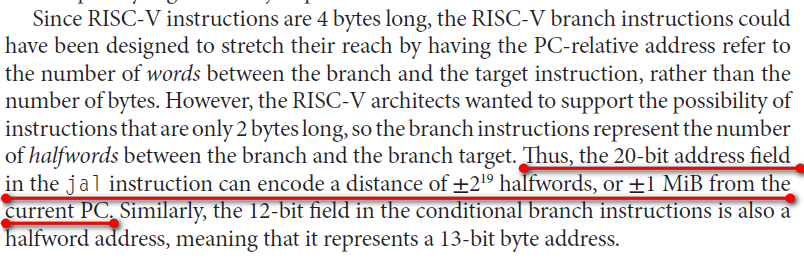 Since RISC-V instructions are 4 bytes long, the RISC-V branch instructions could
have been designed to stretch their reach by having the PC-relative address refer to
the number of words between the branch and the target instruction, rather than the
number of bytes. However, the RISC-V architects wanted to support the possibility of
instructions that are only 2 bytes long, so the branch instructions represent the number
of halfwords between the branch and the branch target. Thus, the 20-bit address field
in the jal instruction can encode a distance of ±2¹⁹ halfwords, or ±1 MiB from the
current PC. Similarly, the 12-bit field in the conditional branch instructions is also a
halfword address, meaning that it represents a 13-bit byte address.